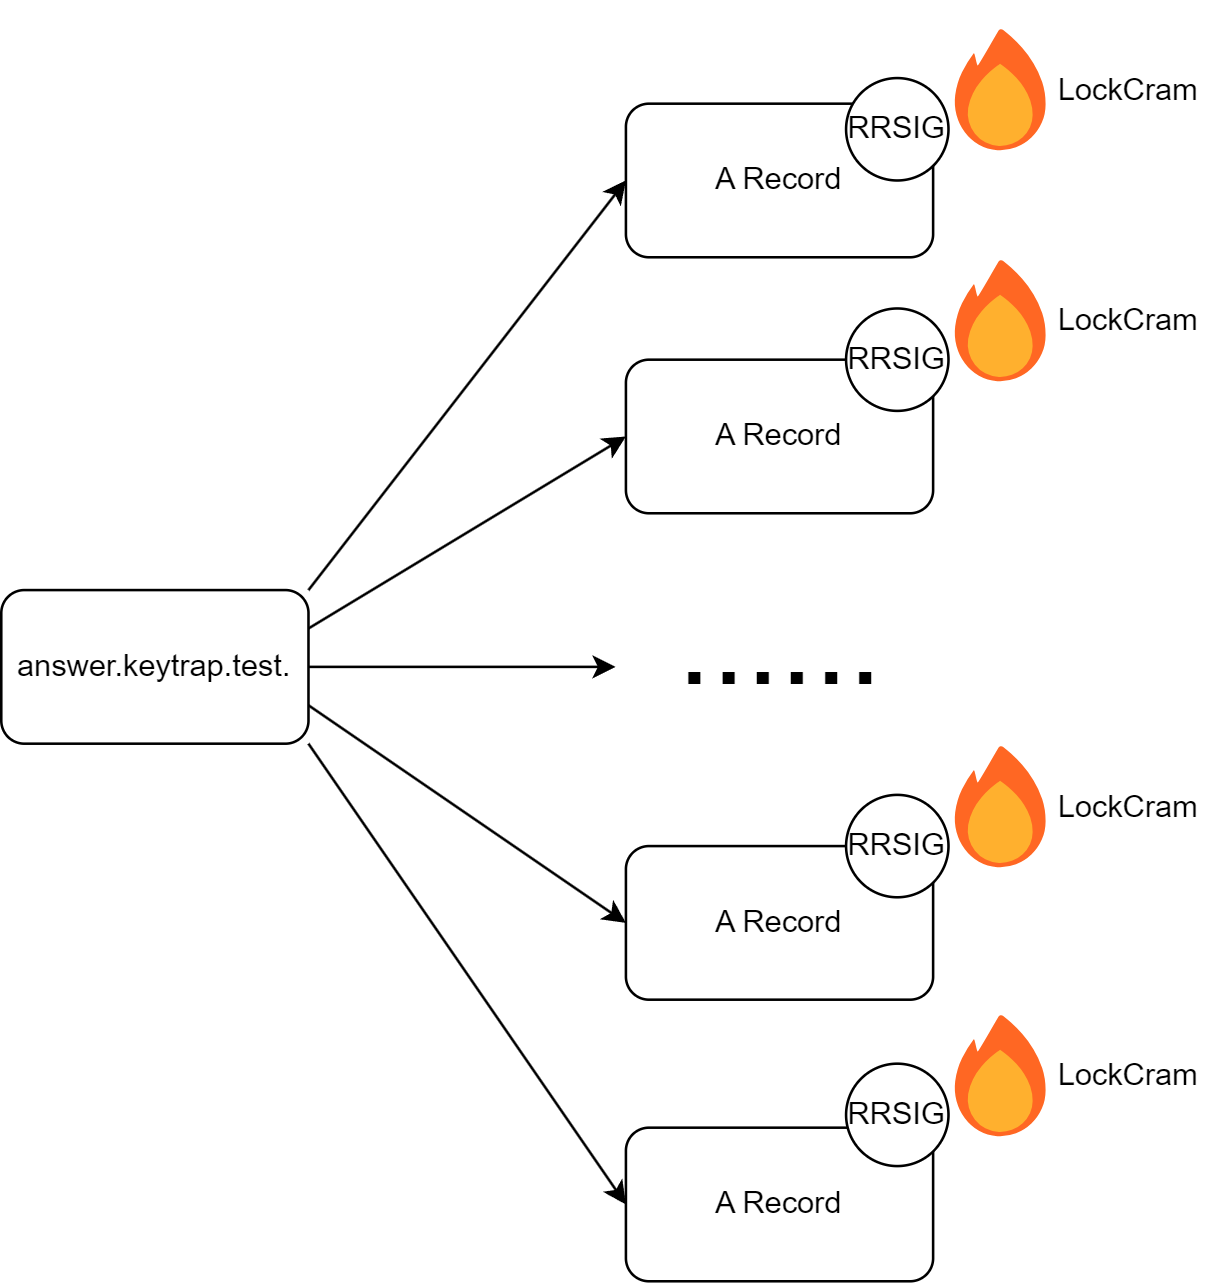 LockCram
RRSIG
A Record
LockCram
RRSIG
A Record
answer.keytrap.test.
......
LockCram
RRSIG
A Record
LockCram
RRSIG
A Record